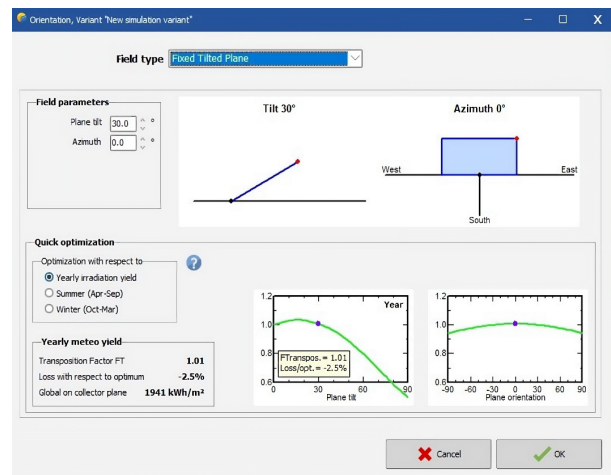 Orientation, Variant "New simulation variant"
Field type Fixed Tilted Plane
Field parameters
Plane tilt 30.0 °
Azimuth 0.0 °
Tilt 30°
Azimuth 0°
West East
South
Quick optimization
Optimization with respect to
Yearly irradiation yield
Summer (Apr-Sep)
Winter (Oct-Mar)
?
Yearly meteo yield
Transposition Factor FT 1.01
Loss with respect to optimum -2.5%
Global on collector plane 1941 kWh/m²
Year
1.2
1.0
0.8
0.6
FTranspos.= 1.01
Loss/opt.= -2.5%
0 30 60 90
Plane tilt
1.2
1.0
0.8
0.6
-90 -60 -30 0 30 60 90
Plane orientation
Cancel
OK